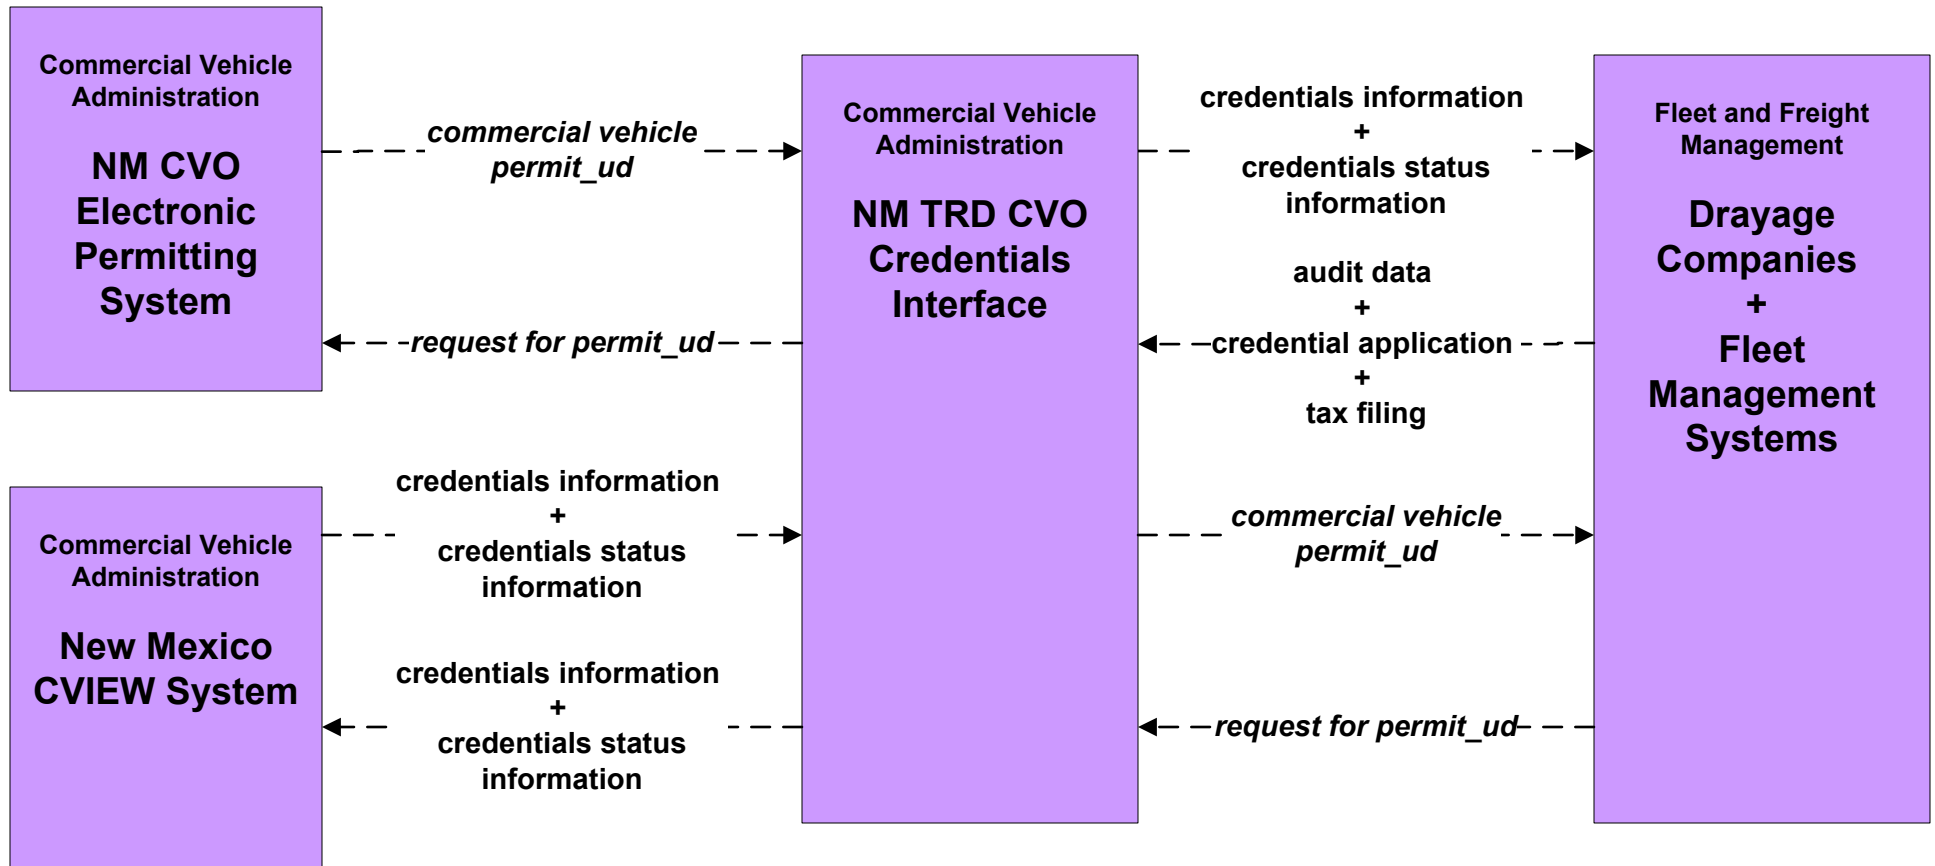 Commercial Vehicle
Administration
NM CVO
Electronic
Permitting
System
commercial vehicle
permit_ud
request for permit_ud
Commercial Vehicle
Administration
New Mexico
CVIEW System
credentials information
+
credentials status
information
credentials information
+
credentials status
information
Commercial Vehicle
Administration
NM TRD CVO
Credentials
Interface
credentials information
+
credentials status
information
audit data
+
credential application
+
tax filing
commercial vehicle
permit_ud
request for permit_ud
Fleet and Freight
Management
Drayage
Companies
+
Fleet
Management
Systems